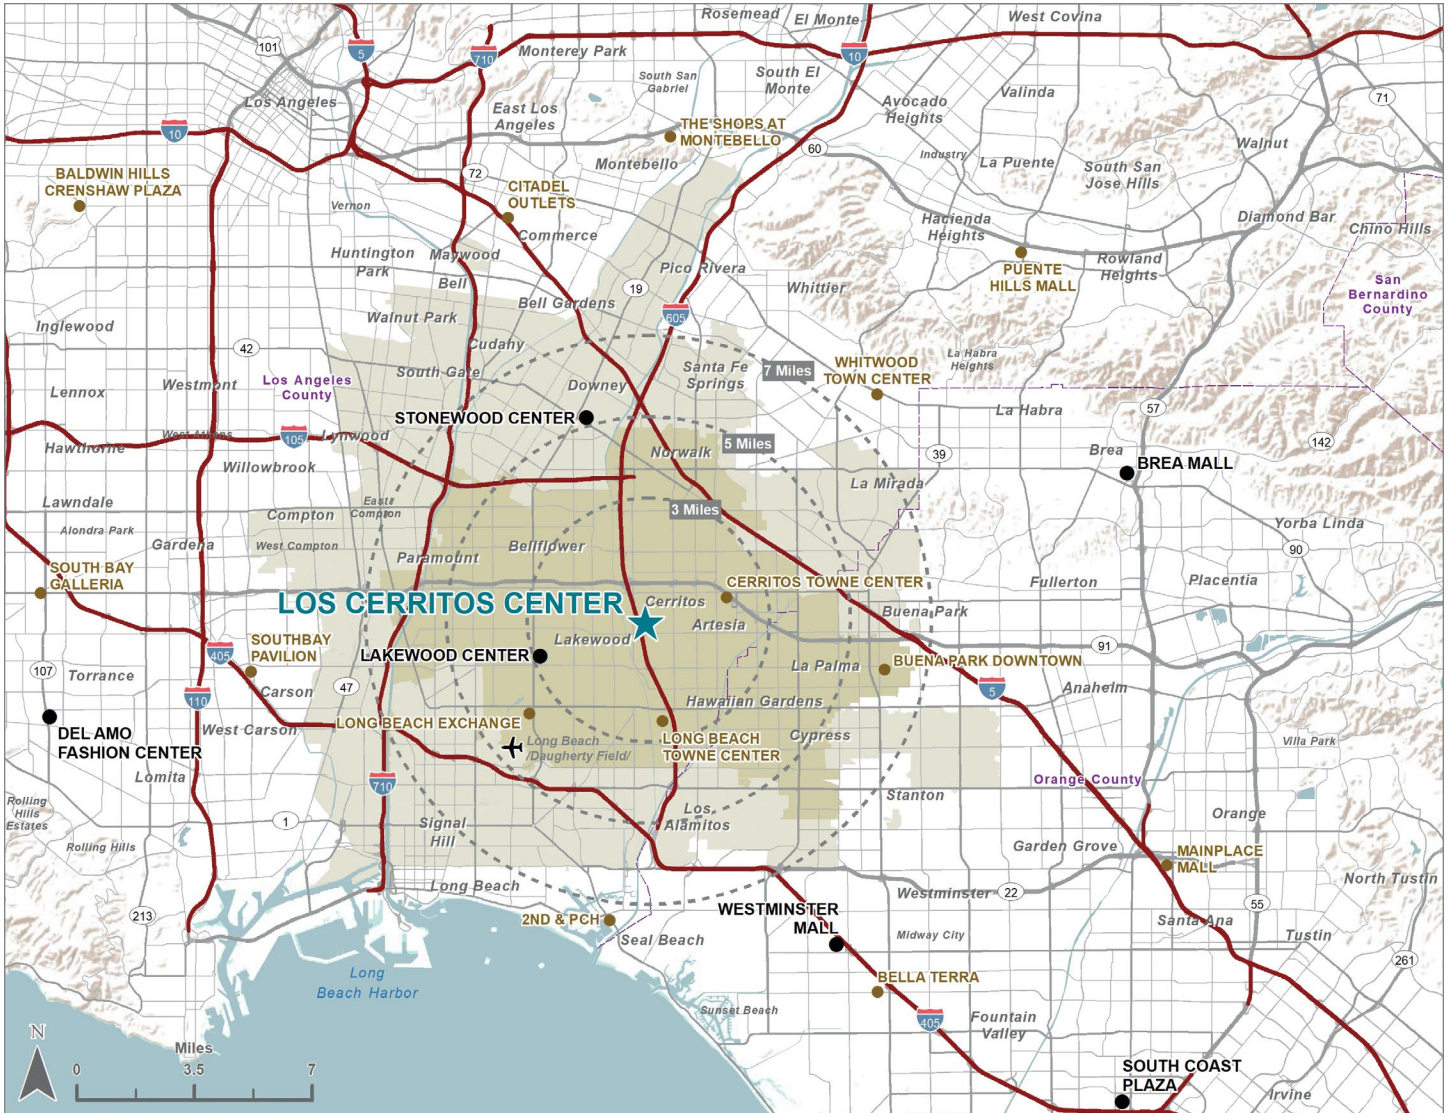 Rosemead
El Monte
West Covina
101
5
710
Monterey Park
10
South San
Gabriel
South El
Monte
Valinda
71
Los Angeles
East Los
Angeles
Avocado
Heights
10
THE SHOPS AT
MONTEBELLO
60
Walnut
Industry
La Puente
Montebello
South San
Jose Hills
BALDWIN HILLS
CRENSHAW PLAZA
72
CITADEL
OUTLETS
Vernon
Commerce
Hacienda
Heights
Diamond Bar
Chino Hills
Huntington
Park
Maywood
Pico Rivera
Rowland
Heights
PUENTE
HILLS MALL
Bell
19
Whittier
San
Bernardino
County
Bell Gardens
Walnut Park
605
Inglewood
Cudahy
42
La Habra
Heights
South Gate
Santa Fe
Springs
7 Miles
WHITWOOD
TOWN CENTER
Lennox
Westmont
Los Angeles
County
Downey
57
La Habra
STONEWOOD CENTER
West Athens
105
Lynwood
142
Hawthorne
5 Miles
Norwalk
39
Brea
BREA MALL
Willowbrook
La Mirada
Lawndale
East
Compton
Compton
3 Miles
Yorba Linda
Alondra Park
Gardena
West Compton
Paramount
Bellflower
90
SOUTH BAY
GALLERIA
CERRITOS TOWNE CENTER
Fullerton
Placentia
LOS CERRITOS CENTER
Cerritos
Artesia
Buena Park
SOUTHBAY
PAVILION
Lakewood
91
405
LAKEWOOD CENTER
La Palma
BUENA PARK DOWNTOWN
107
Torrance
47
5
Anaheim
Carson
110
Hawaiian Gardens
DEL AMO
FASHION CENTER
West Carson
LONG BEACH EXCHANGE
Long Beach
/Daugherty Field/
LONG BEACH
TOWNE CENTER
Cypress
Villa Park
Lomita
710
Orange County
Rolling
Hills
Estates
Stanton
Los
Alamitos
Orange
1
Signal
Hill
Rolling Hills
Garden Grove
MAINPLACE
MALL
Long Beach
Westminster
22
North Tustin
213
2ND & PCH
WESTMINSTER
MALL
55
Santa Ana
Seal Beach
Midway City
Tustin
261
Long
Beach Harbor
BELLA TERRA
Sunset Beach
405
Fountain
Valley
N
Miles
0
3.5
7
SOUTH COAST
PLAZA
Irvine